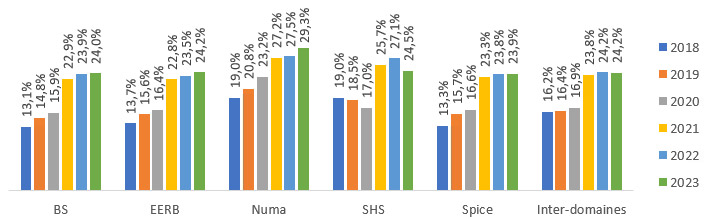 13,1% 14,8% 15,9% 22,9% 23,9% 24,0%
13,7% 15,6% 16,4% 22,8% 23,5% 24,2%
19,0% 20,8% 23,2% 27,2% 27,5% 29,3%
19,0% 18,5% 17,0% 25,7% 27,1% 24,5%
13,3% 15,7% 16,6% 23,3% 23,8% 23,9%
16,2% 16,4% 16,9% 23,8% 24,2% 24,2%
BS EERB Numa SHS Spice Inter-domaines
2018
2019
2020
2021
2022
2023